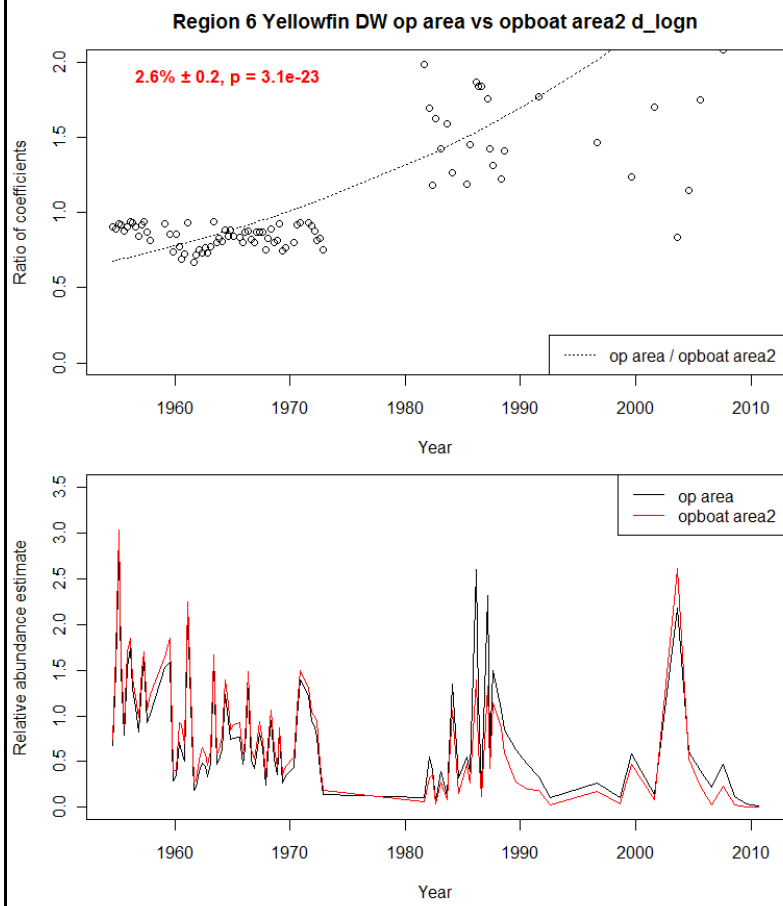 Region 6 Yellowfin DW op area vs opboat area2 d_logn
2.6% ± 0.2, p = 3.1e-23
Ratio of coefficients
2.0
1.5
1.0
0.5
0.0
op area / opboat area2
1960 1970 1980 1990 2000 2010
Year
Relative abundance estimate
3.5
3.0
2.5
2.0
1.5
1.0
0.5
0.0
op area
opboat area2
1960 1970 1980 1990 2000 2010
Year